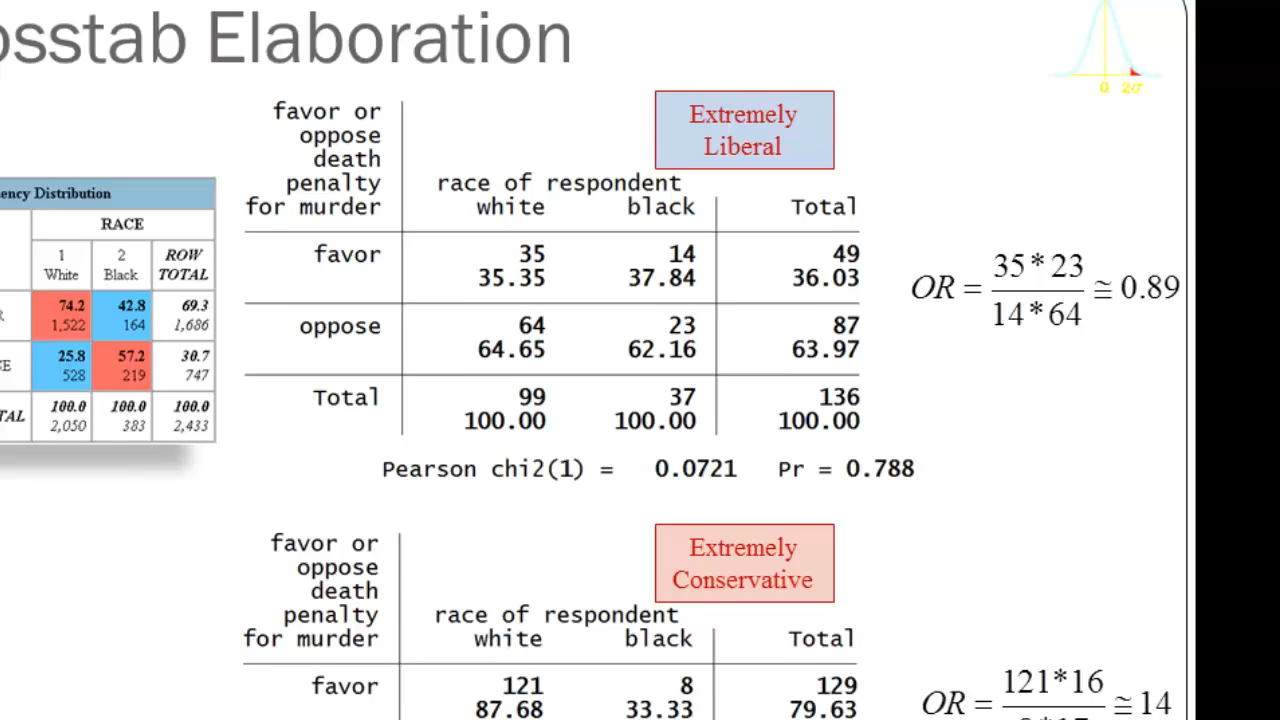 osstab Elaboration
0 2σ
ency Distribution
RACE
1 2 ROW
White Black TOTAL
R 74.2 42.8 69.3
1,522 164 1,686
SE 25.8 57.2 30.7
528 219 747
TAL 100.0 100.0 100.0
2,050 383 2,433
Extremely
Liberal
favor or
oppose
death
penalty race of respondent
for murder white black Total
favor 35 14 49
35.35 37.84 36.03
oppose 64 23 87
64.65 62.16 63.97
Total 99 37 136
100.00 100.00 100.00
Pearson chi2(1) = 0.0721 Pr = 0.788
35 * 23
OR = ≅ 0.89
14 * 64
Extremely
Conservative
favor or
oppose
death
penalty race of respondent
for murder white black Total
favor 121 8 129
87.68 33.33 79.63
121*16
OR = ≅ 14